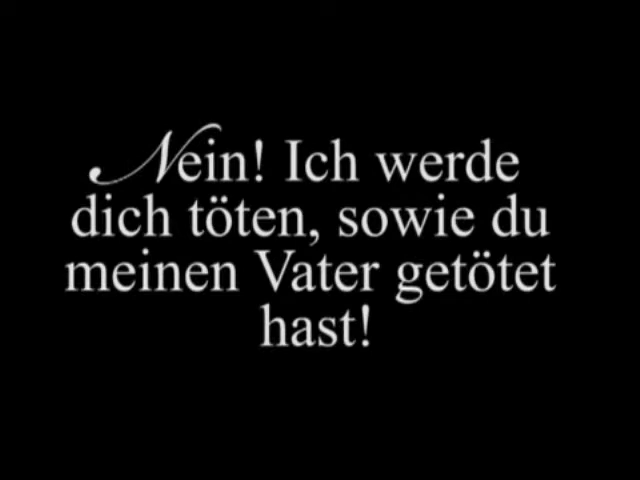 Nein! Ich werde
dich töten, sowie du
meinen Vater getötet
hast!